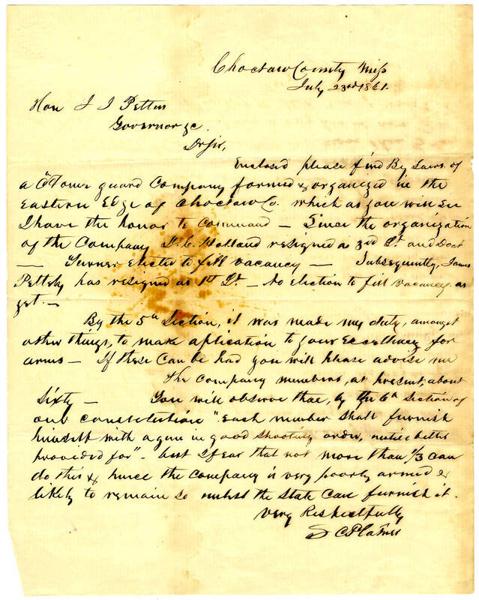 Choctaw County Miss
July 23rd 1861.
Hon J J Pettus
Governor &c.
Dr Sir,
Enclosed please find By Laws of
a "Home guard Company formed & organized in the
Eastern Edge of Choctaw Co. which as you will see
I have the honor to Command — Since the organization
of the Company Holland resigned as 3rd Lt. and Doct
— Turner Elected to fill vacancy — Subsequently, James
Pettsky has resigned as 1st Lt — No Election to fill vacancy as
yet —
By the 5th Section, it was made my duty, amongst
other things, to make application to your Excellency for
arms — If these can be had you will please advise me
The Company numbers, at present, about
Sixty — You will observe that, by the 6th Section of
our constitution "Each member shall furnish
himself with a gun in good shooting order, until better
provided for" — but I fear that not more than 1/3 can
do this & hence the Company is very poorly armed &
likely to remain so unless the State can furnish it.
Very Respectfully